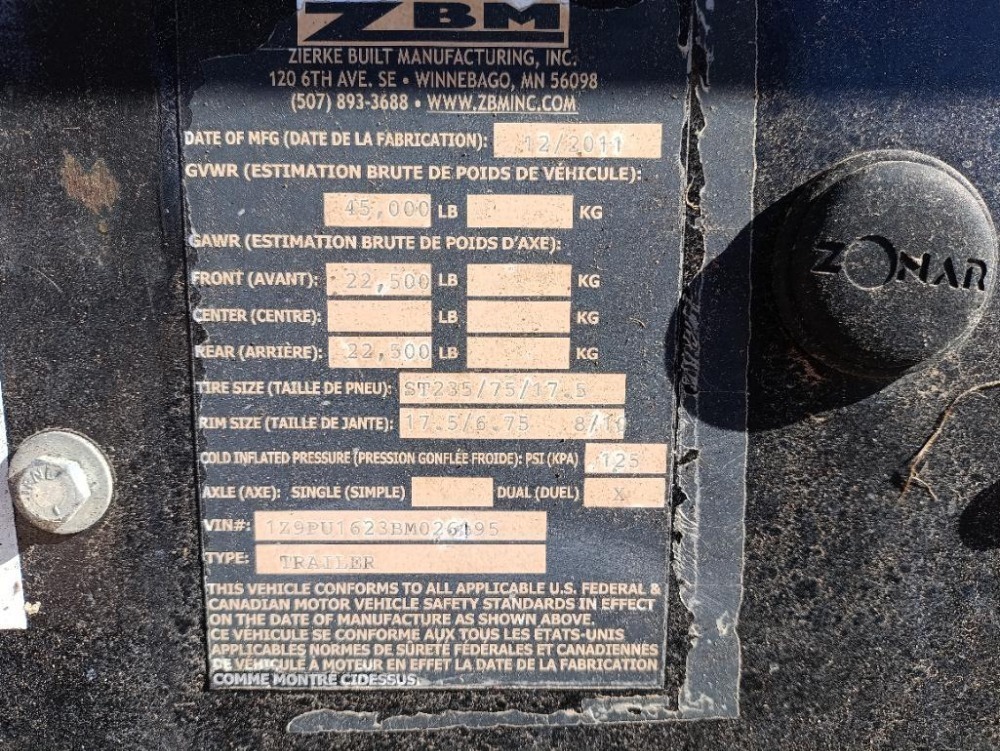 ZBM
ZIERKE BUILT MANUFACTURING, INC.
120 6TH AVE. SE • WINNEBAGO, MN 56098
(507) 893-3688 • WWW.ZBMINC.COM
DATE OF MFG (DATE DE LA FABRICATION): 12/2011
GVWR (ESTIMATION BRUTE DE POIDS DE VÉHICULE):
45,000 LB KG
GAWR (ESTIMATION BRUTE DE POIDS D'AXE):
FRONT (AVANT): 22,500 LB KG
CENTER (CENTRE): LB KG
REAR (ARRIÈRE): 22,500 LB KG
TIRE SIZE (TAILLE DE PNEU): ST235/75/17.5
RIM SIZE (TAILLE DE JANTE): 17.5/6.75
COLD INFLATED PRESSURE (PRESSION GONFLÉE FROIDE): PSI (KPA) 125
AXLE (AXE): SINGLE (SIMPLE) DUAL (DUEL) X
VIN#:
TYPE: TRAILER
THIS VEHICLE CONFORMS TO ALL APPLICABLE U.S. FEDERAL &
CANADIAN MOTOR VEHICLE SAFETY STANDARDS IN EFFECT
ON THE DATE OF MANUFACTURE AS SHOWN ABOVE.
CE VÉHICULE SE CONFORME AUX TOUS LES ÉTATS-UNIS
APPLICABLES NORMES DE SÛRETÉ FÉDÉRALES ET CANADIENNES
DE VÉHICULE À MOTEUR EN EFFET LA DATE DE LA FABRICATION
COMME MONTRÉ CIDESSUS.
ZONAR